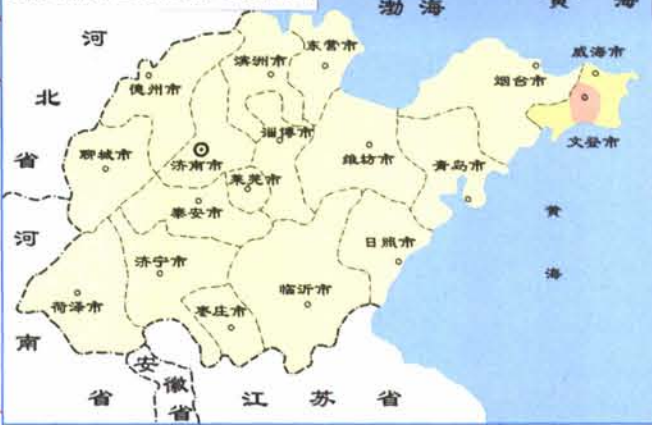 渤海
黄海
河北省
河南省
安徽省
江苏省
黄海
东营市
滨洲市
德州市
烟台市
威海市
文登市
淄博市
聊城市
济南市
莱芜市
潍坊市
青岛市
泰安市
日照市
济宁市
临沂市
菏泽市
枣庄市